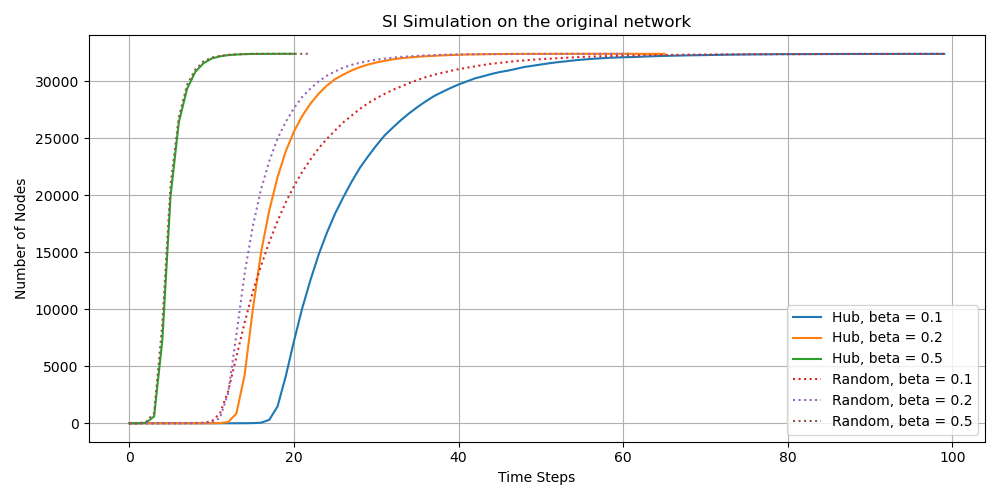 SI Simulation on the original network
Number of Nodes
30000
25000
20000
15000
10000
5000
0
0 20 40 60 80 100
Time Steps
Hub, beta = 0.1
Hub, beta = 0.2
Hub, beta = 0.5
Random, beta = 0.1
Random, beta = 0.2
Random, beta = 0.5